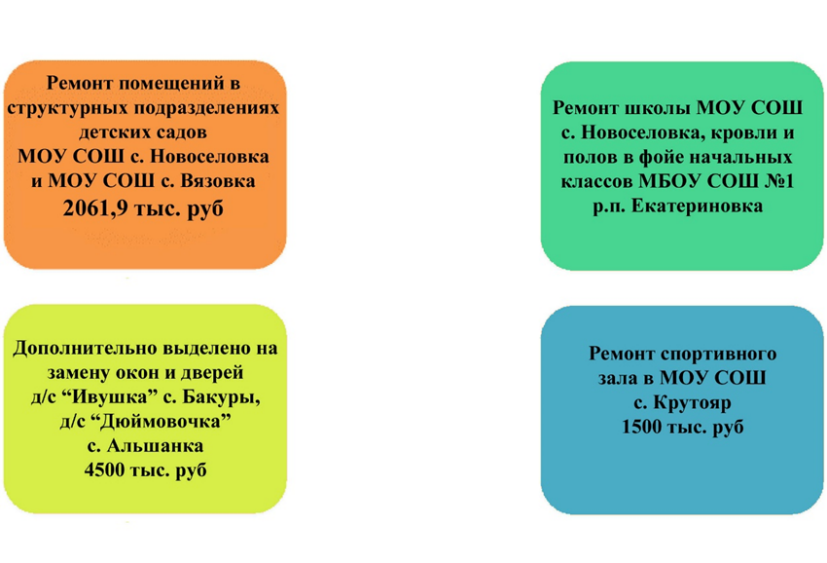 Ремонт помещений в
структурных подразделениях
детских садов
МОУ СОШ с. Новоселовка
и МОУ СОШ с. Вязовка
2061,9 тыс. руб
Ремонт школы МОУ СОШ
с. Новоселовка, кровли и
полов в фойе начальных
классов МБОУ СОШ №1
р.п. Екатериновка
Дополнительно выделено на
замену окон и дверей
д/с “Ивушка” с. Бакуры,
д/с “Дюймовочка”
с. Альшанка
4500 тыс. руб
Ремонт спортивного
зала в МОУ СОШ
с. Крутояр
1500 тыс. руб